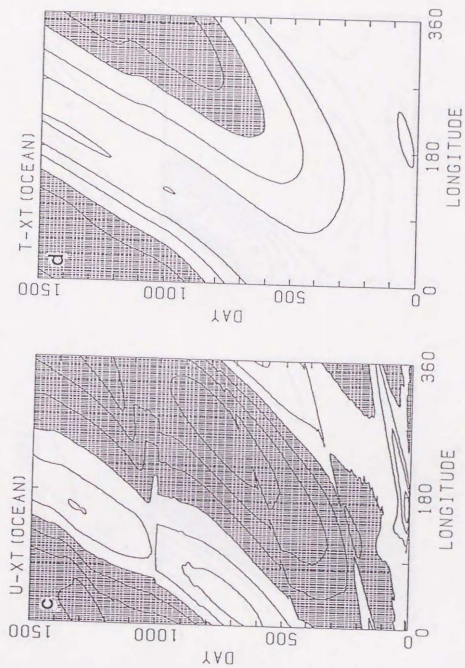 U-XT(OCEAN)
c
1500
1000
500
0
DAY
0
180
360
LONGITUDE
T-XT(OCEAN)
d
1500
1000
500
0
DAY
0
180
360
LONGITUDE